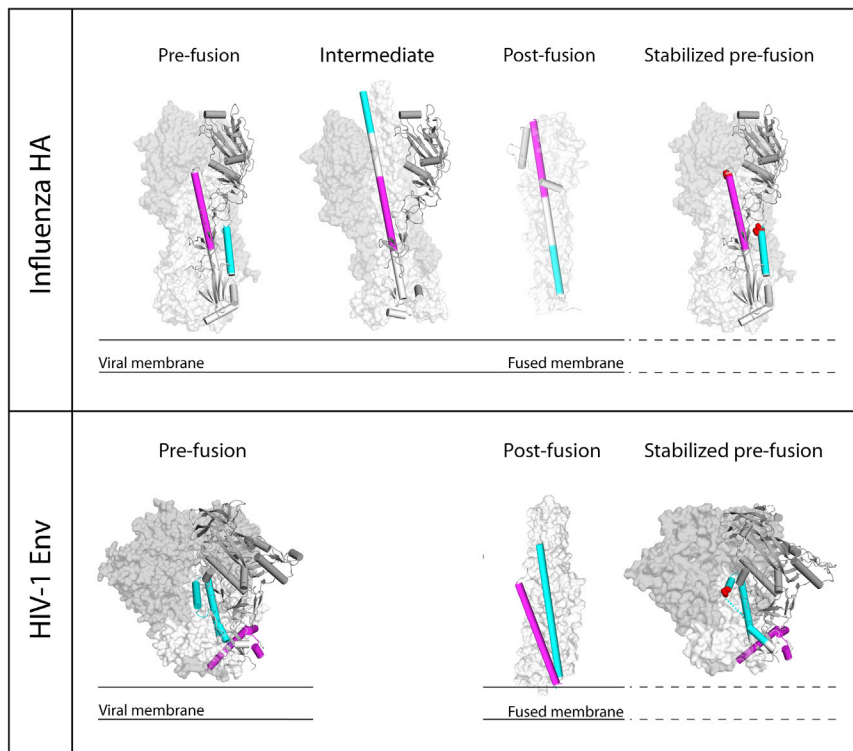 Influenza HA
Pre-fusion
Intermediate
Post-fusion
Stabilized pre-fusion
Viral membrane
Fused membrane
HIV-1 Env
Pre-fusion
Post-fusion
Stabilized pre-fusion
Viral membrane
Fused membrane